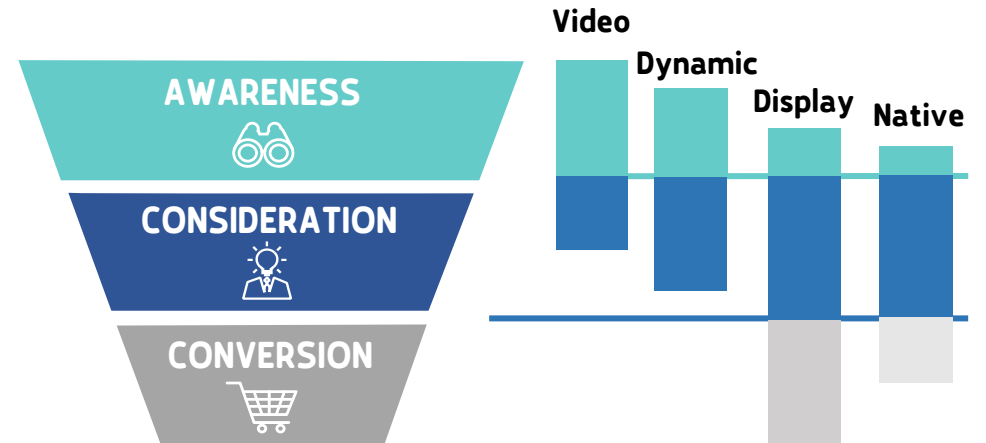 AWARENESS
CONSIDERATION
CONVERSION
Video
Dynamic
Display
Native